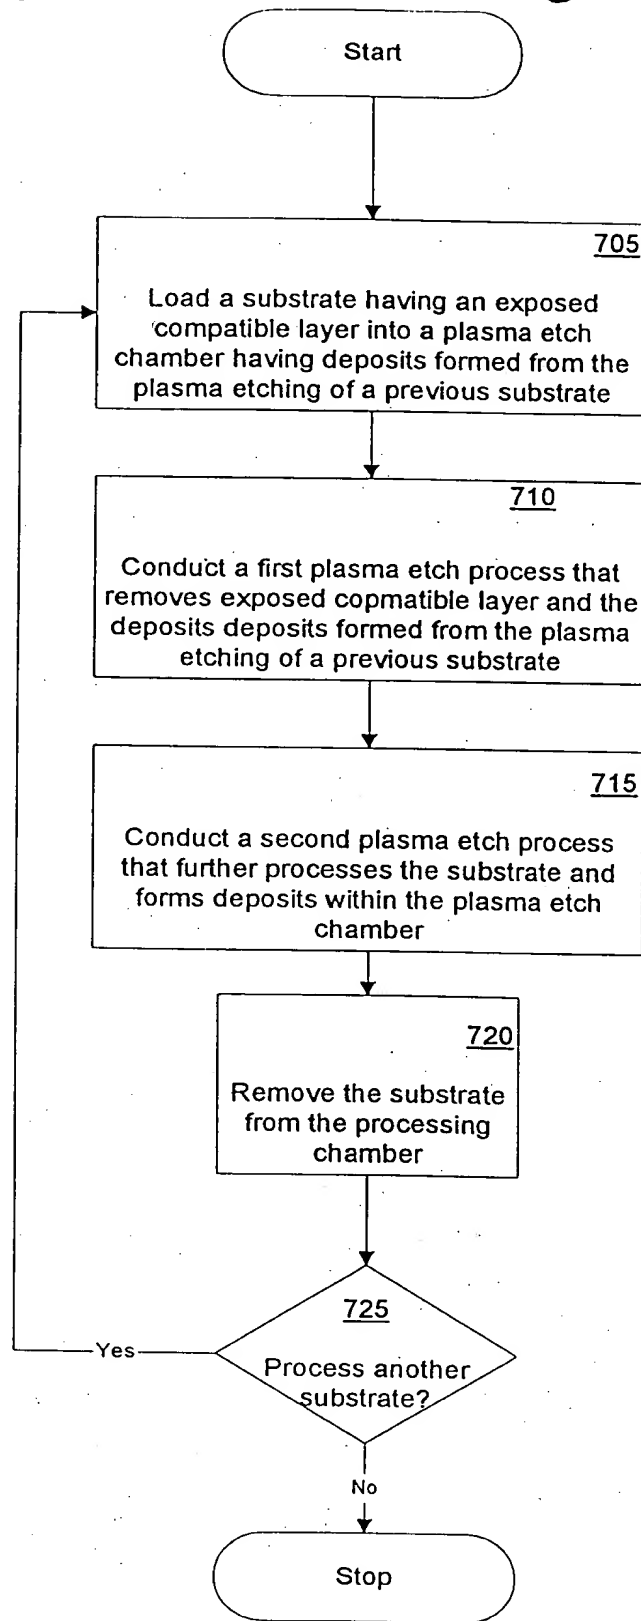 Start
705
Load a substrate having an exposed
compatible layer into a plasma etch
chamber having deposits formed from the
plasma etching of a previous substrate
710
Conduct a first plasma etch process that
removes exposed copmatible layer and the
deposits deposits formed from the plasma
etching of a previous substrate
715
Conduct a second plasma etch process
that further processes the substrate and
forms deposits within the plasma etch
chamber
720
Remove the substrate
from the processing
chamber
725
Process another
substrate?
Yes
No
Stop